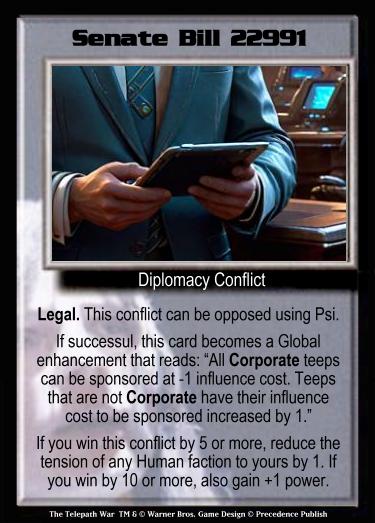 Senate Bill 22991
Diplomacy Conflict
Legal. This conflict can be opposed using Psi.
If successul, this card becomes a Global
enhancement that reads: “All Corporate teeps
can be sponsored at -1 influence cost. Teeps
that are not Corporate have their influence
cost to be sponsored increased by 1.”
If you win this conflict by 5 or more, reduce the
tension of any Human faction to yours by 1. If
you win by 10 or more, also gain +1 power.
The Telepath War TM & © Warner Bros. Game Design © Precedence Publish